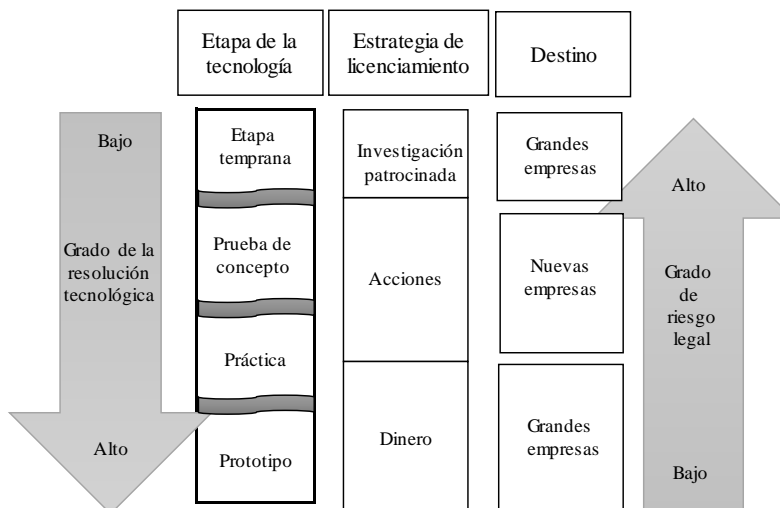 Etapa de la
tecnología
Estrategia de
licenciamiento
Destino
Bajo
Grado de la
resolución
tecnológica
Alto
Etapa
temprana
Prueba de
concepto
Práctica
Prototipo
Investigación
patrocinada
Acciones
Dinero
Grandes
empresas
Nuevas
empresas
Grandes
empresas
Alto
Grado
de
riesgo
legal
Bajo